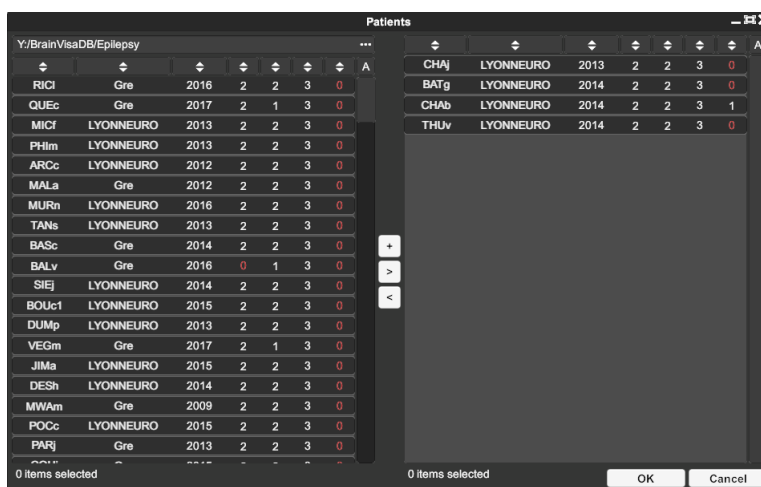 Patients
Y:/BrainVisaDB/Epilepsy ...
A
RICl Gre 2016 2 2 3 0
QUEc Gre 2017 2 1 3 0
MICf LYONNEURO 2013 2 2 3 0
PHIm LYONNEURO 2013 2 2 3 0
ARCc LYONNEURO 2012 2 2 3 0
MALa Gre 2012 2 2 3 0
MURn LYONNEURO 2016 2 2 3 0
TANs LYONNEURO 2013 2 2 3 0
BASc Gre 2014 2 2 3 0
BALv Gre 2016 0 1 3 0
SIEj LYONNEURO 2014 2 2 3 0
BOUc1 LYONNEURO 2015 2 2 3 0
DUMp LYONNEURO 2013 2 2 3 0
VEGm Gre 2017 2 1 3 0
JIMa LYONNEURO 2015 2 2 3 0
DESh LYONNEURO 2014 2 2 3 0
MWAm Gre 2009 2 2 3 0
POCc LYONNEURO 2015 2 2 3 0
PARj Gre 2013 2 2 3 0
0 items selected
+
>
<
A
CHAj LYONNEURO 2013 2 2 3 0
BATg LYONNEURO 2014 2 2 3 0
CHAb LYONNEURO 2014 2 2 3 1
THUv LYONNEURO 2014 2 2 3 0
0 items selected
OK Cancel